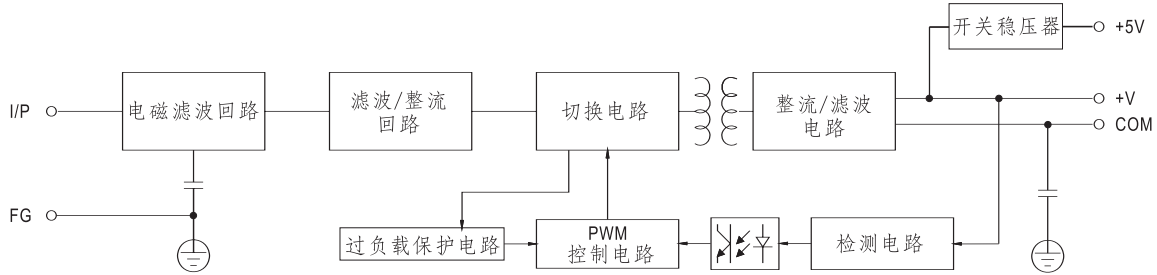 开关稳压器
+5V
I/P
电磁滤波回路
滤波/整流
回路
切换电路
整流/滤波
电路
+V
COM
FG
过负载保护电路
PWM
控制电路
检测电路